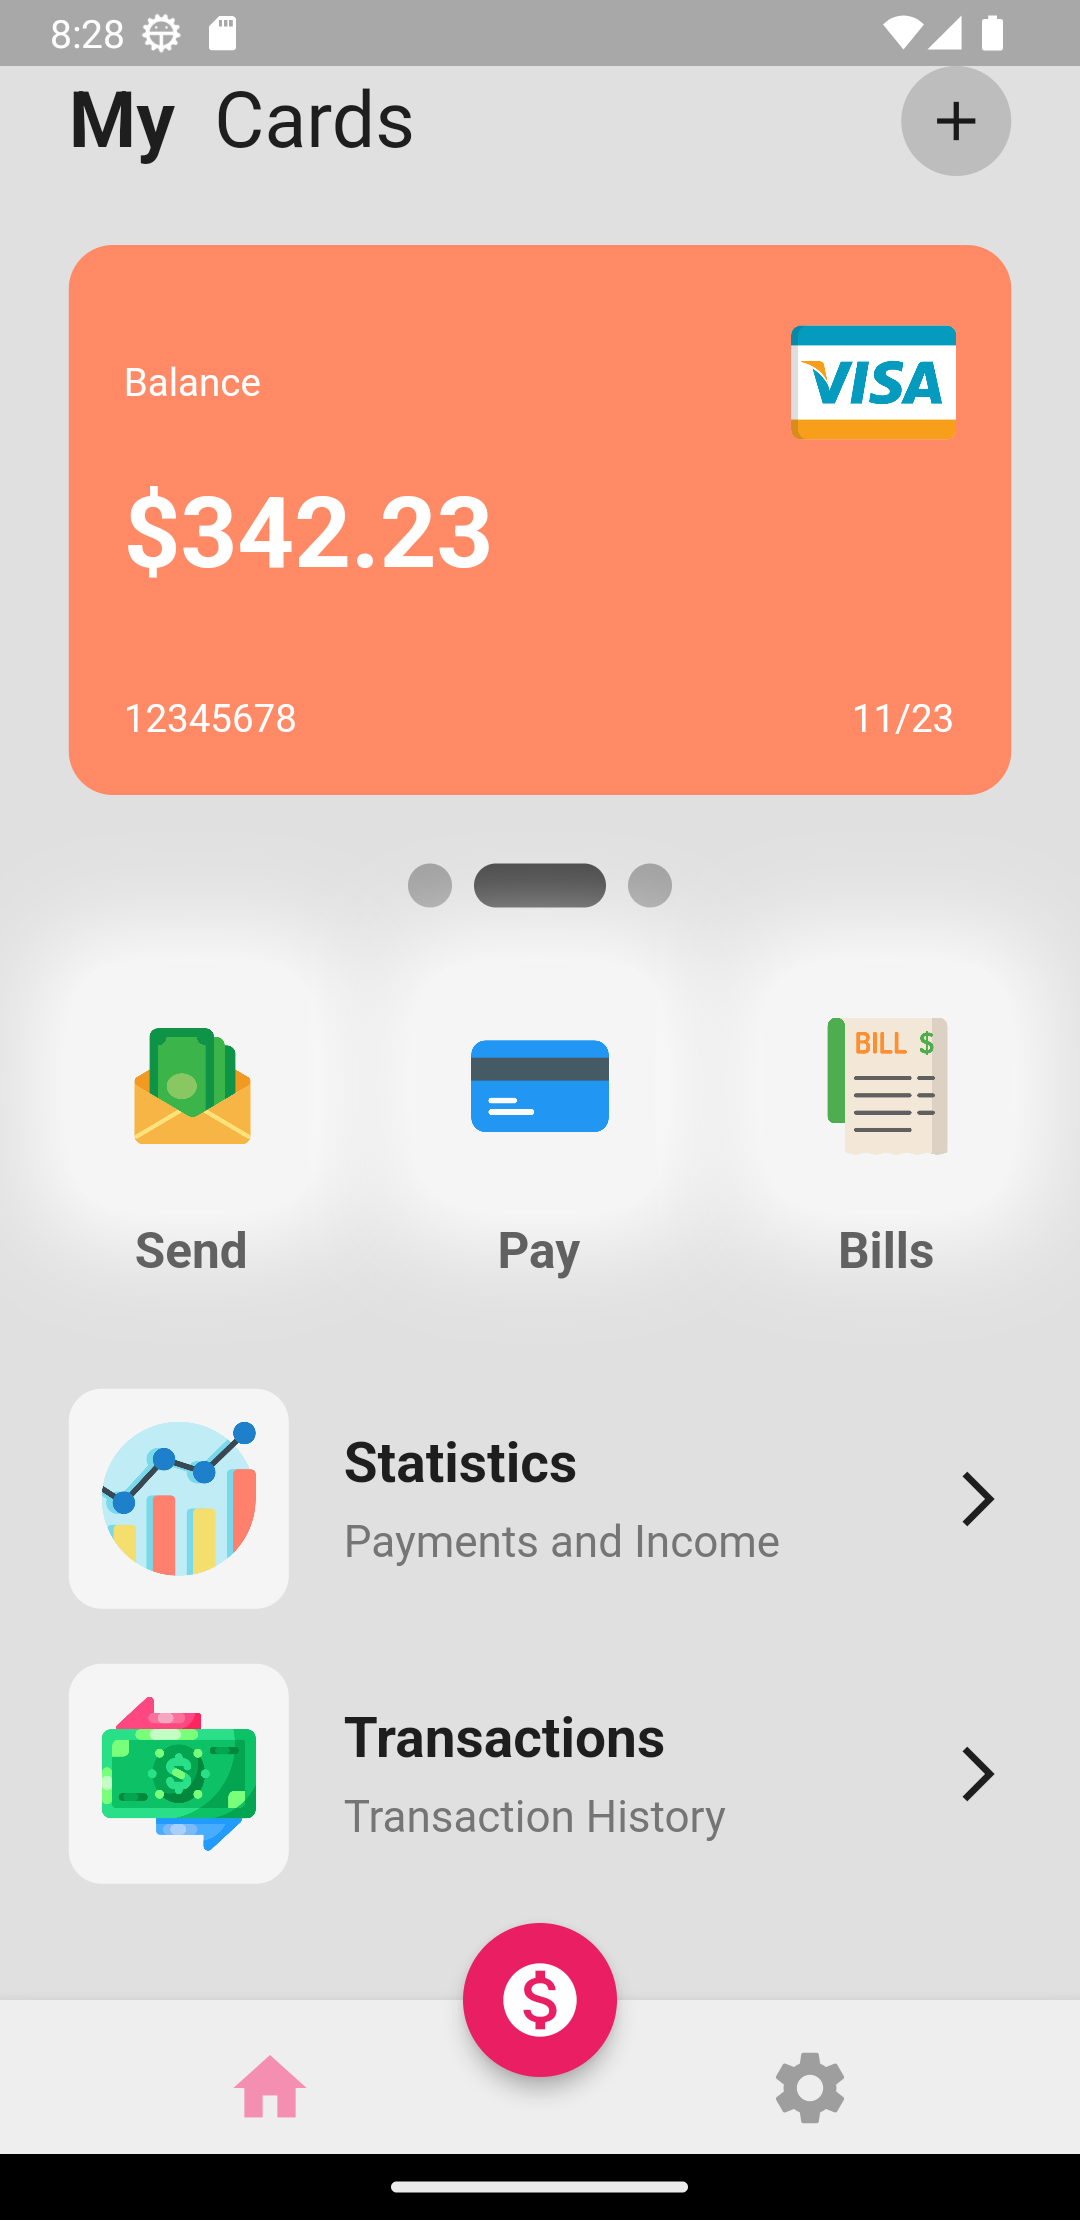 8:28
My Cards
Balance
VISA
$342.23
12345678
11/23
BILL $
Send
Pay
Bills
Statistics
Payments and Income
Transactions
Transaction History